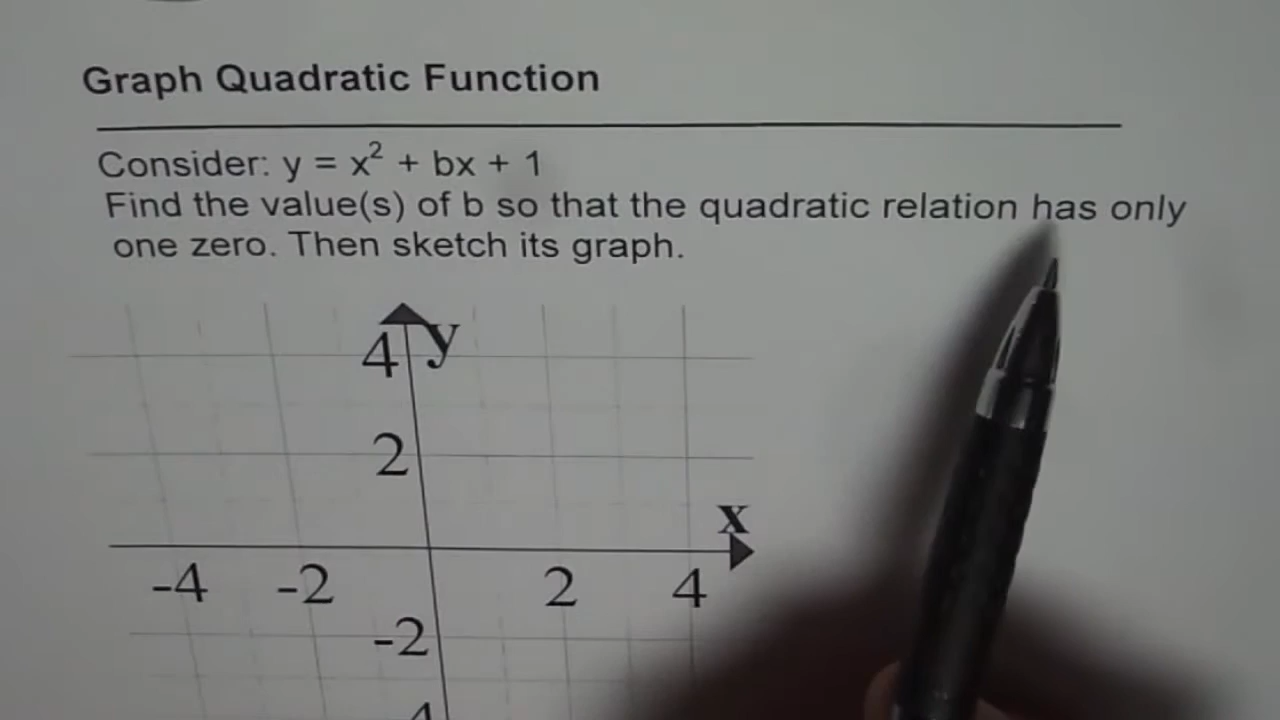 Graph Quadratic Function
Consider: y = x² + bx + 1
Find the value(s) of b so that the quadratic relation has only
one zero. Then sketch its graph.
4 y
2
x
-4 -2 2 4
-2